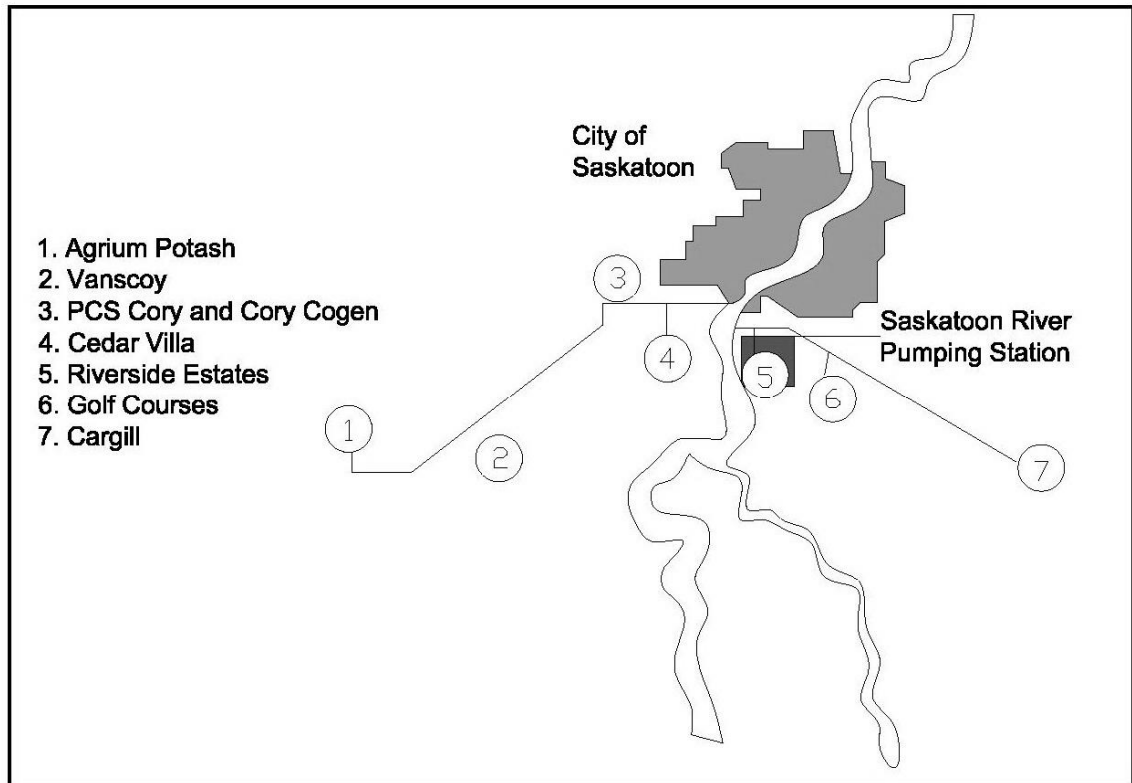 City of
Saskatoon
1. Agrium Potash
2. Vanscoy
3. PCS Cory and Cory Cogen
4. Cedar Villa
5. Riverside Estates
6. Golf Courses
7. Cargill
3
Saskatoon River
Pumping Station
4
5
6
1
2
7